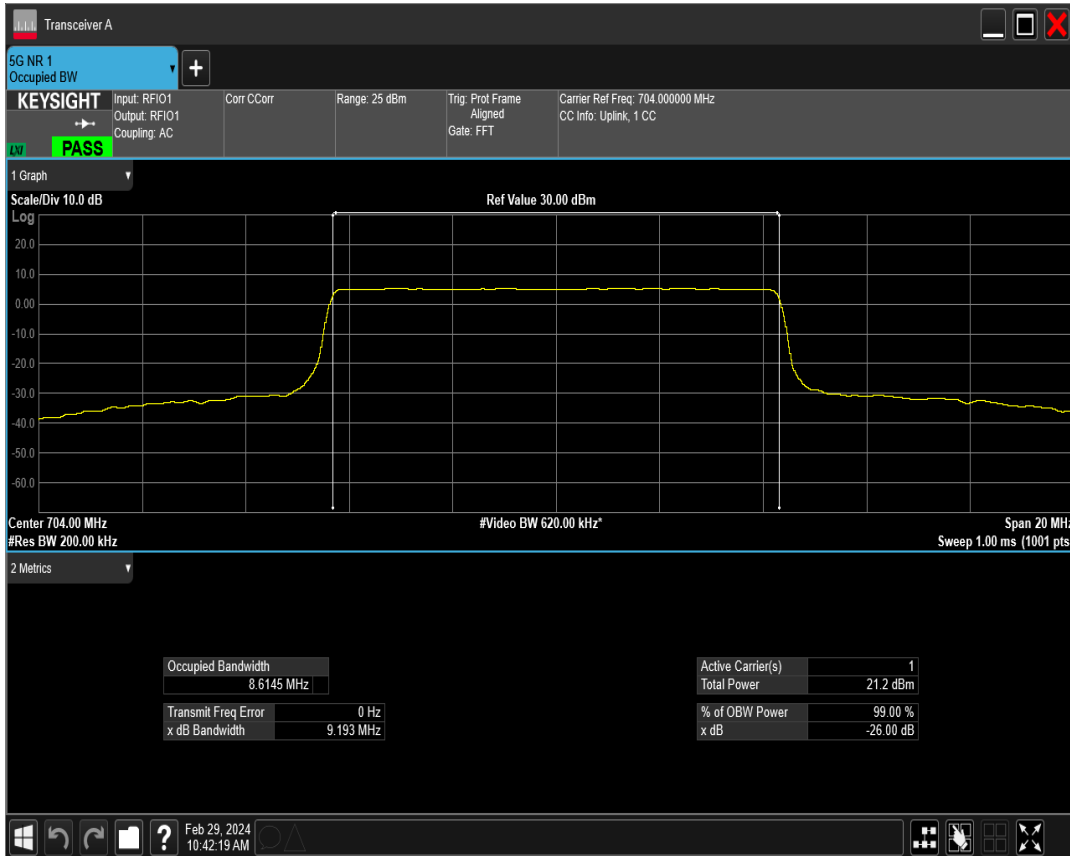 Transceiver A
5G NR 1
Occupied BW
KEYSIGHT
LXI
PASS
Input: RFIO1
Output: RFIO1
Coupling: AC
Corr CCorr
Range: 25 dBm
Trig: Prot Frame
Aligned
Gate: FFT
Carrier Ref Freq: 704.000000 MHz
CC Info: Uplink, 1 CC
1 Graph
Scale/Div 10.0 dB
Ref Value 30.00 dBm
Log
20.0
10.0
0.00
-10.0
-20.0
-30.0
-40.0
-50.0
-60.0
Center 704.00 MHz
#Video BW 620.00 kHz*
Span 20 MHz
#Res BW 200.00 kHz
Sweep 1.00 ms (1001 pts
2 Metrics
Occupied Bandwidth
8.6145 MHz
Transmit Freq Error 0 Hz
x dB Bandwidth 9.193 MHz
Active Carrier(s) 1
Total Power 21.2 dBm
% of OBW Power 99.00 %
x dB -26.00 dB
?
Feb 29, 2024
10:42:19 AM